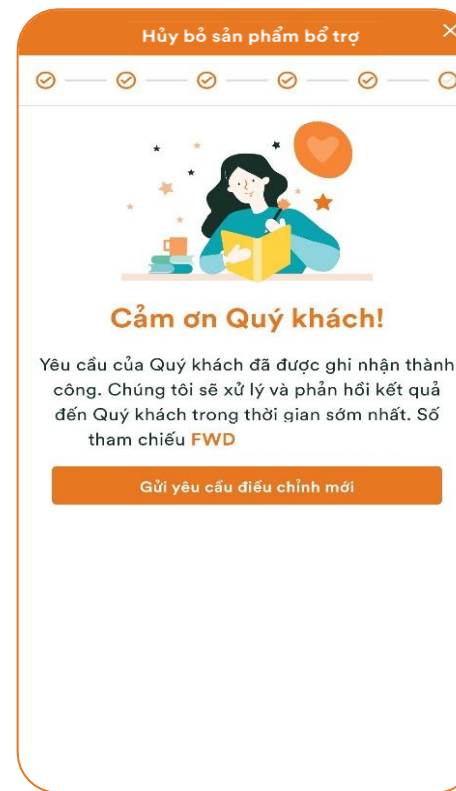 Hủy bỏ sản phẩm bổ trợ
Cảm ơn Quý khách!
Yêu cầu của Quý khách đã được ghi nhận thành
công. Chúng tôi sẽ xử lý và phản hồi kết quả
đến Quý khách trong thời gian sớm nhất. Số
tham chiếu FWD
Gửi yêu cầu điều chỉnh mới